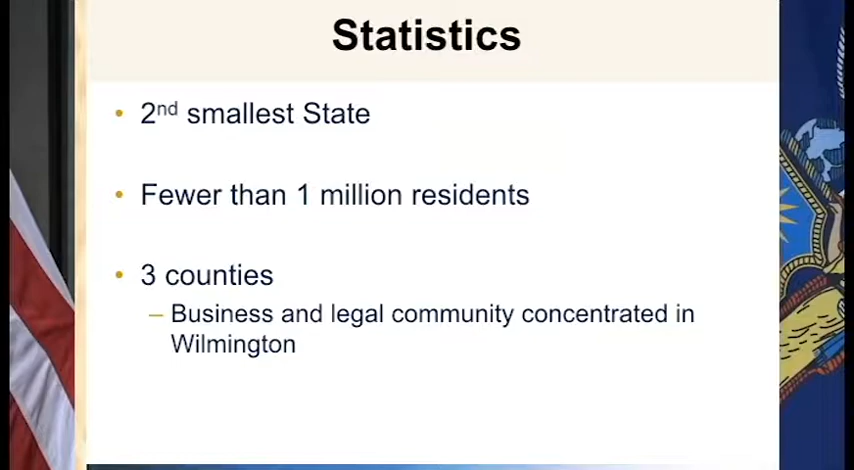 Statistics
• 2nd smallest State
• Fewer than 1 million residents
• 3 counties
– Business and legal community concentrated in
Wilmington